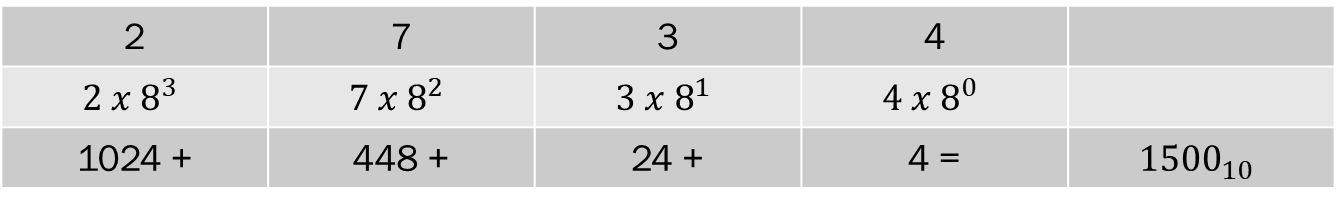 2 7 3 4
2 x 8³ 7 x 8² 3 x 8¹ 4 x 8⁰
1024 + 448 + 24 + 4 = 1500₁₀